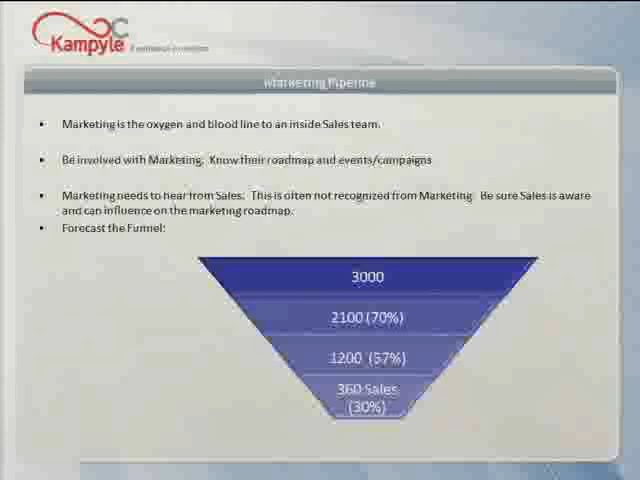 Kampyle
Marketing Pipeline
• Marketing is the oxygen and blood line to an inside Sales team.
• Be involved with Marketing: Know their roadmap and events/campaigns
• Marketing needs to hear from Sales: This is often not recognized from Marketing: Be sure Sales is aware
and can influence on the marketing roadmap.
• Forecast the Funnel:
3000
2100 (70%)
1200 (57%)
360 Sales
(30%)